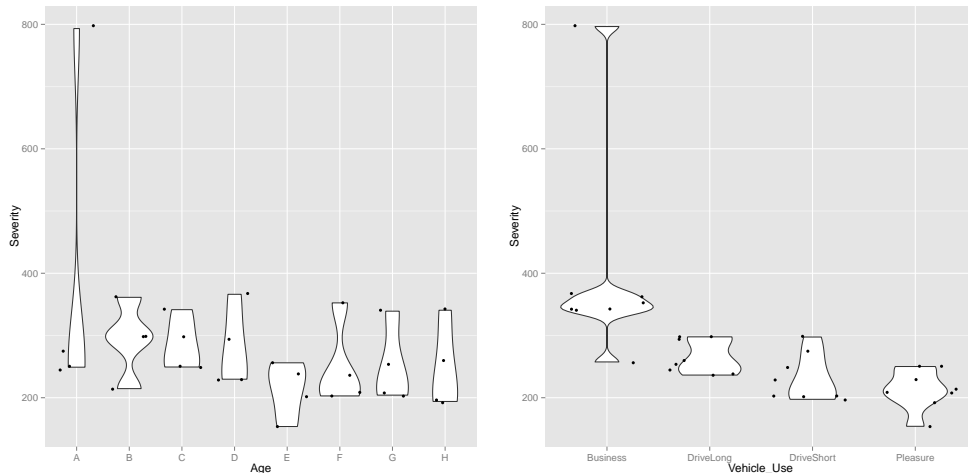 800
600
400
200
Severity
A B C D E F G H
Age
800
600
400
200
Severity
Business DriveLong DriveShort Pleasure
Vehicle_Use